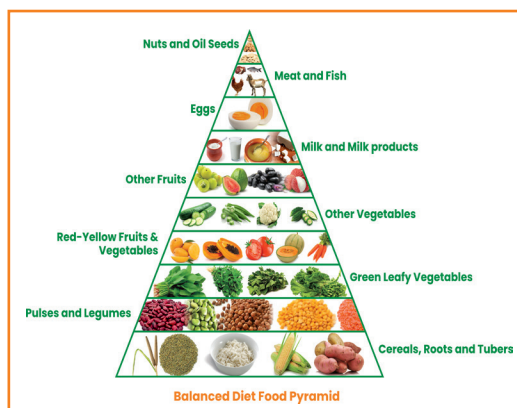 Nuts and Oil Seeds
Meat and Fish
Eggs
Milk and Milk products
Other Fruits
Other Vegetables
Red-Yellow Fruits &
Vegetables
Green Leafy Vegetables
Pulses and Legumes
Cereals, Roots and Tubers
Balanced Diet Food Pyramid